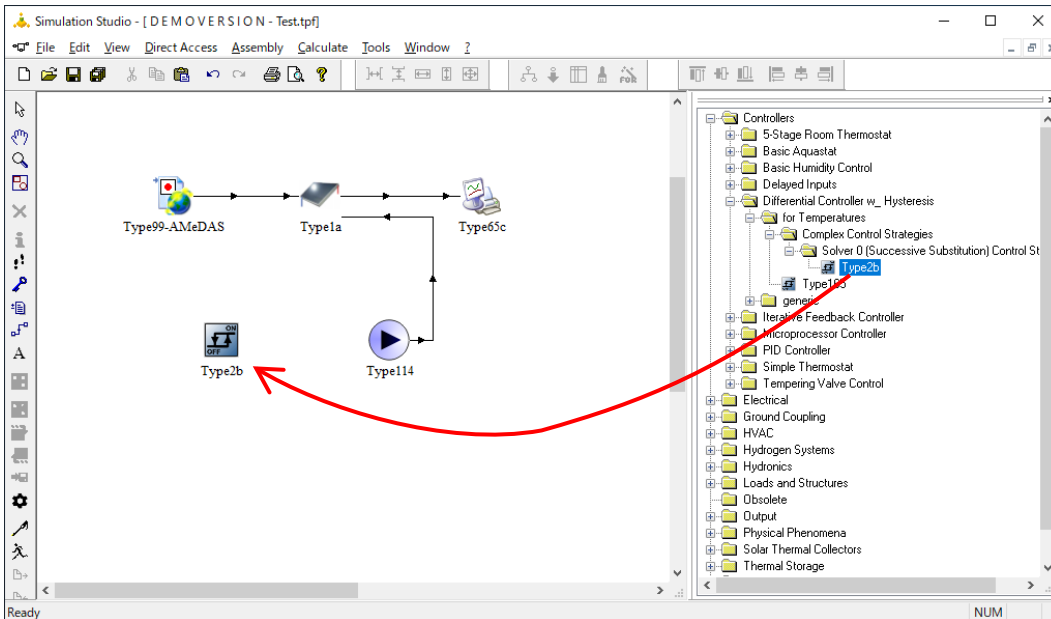 Simulation Studio - [ D E M O V E R S I O N - Test.tpf]
File Edit View Direct Access Assembly Calculate Tools Window ?
FOR
Type99-AMeDAS
Type1a
Type65c
ON
OFF
Type2b
Type114
A
Controllers
5-Stage Room Thermostat
Basic Aquastat
Basic Humidity Control
Delayed Inputs
Differential Controller w_ Hysteresis
for Temperatures
Complex Control Strategies
Solver 0 (Successive Substitution) Control St
Type2b
generic
Iterative Feedback Controller
Microprocessor Controller
PID Controller
Simple Thermostat
Tempering Valve Control
Electrical
Ground Coupling
HVAC
Hydrogen Systems
Hydronics
Loads and Structures
Obsolete
Output
Physical Phenomena
Solar Thermal Collectors
Thermal Storage
Ready
NUM